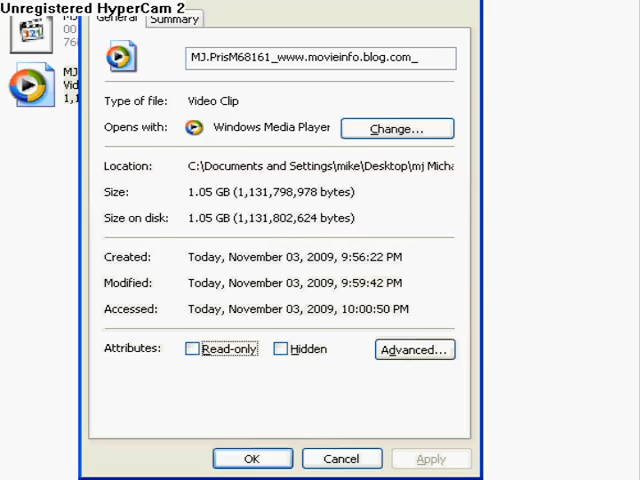 Unregistered HyperCam 2
General Summary
MJ.PrisM68161_www.movieinfo.blog.com_
Type of file: Video Clip
Opens with: Windows Media Player Change...
Location: C:\Documents and Settings\mike\Desktop\mj Micha
Size: 1.05 GB (1,131,798,978 bytes)
Size on disk: 1.05 GB (1,131,802,624 bytes)
Created: Today, November 03, 2009, 9:56:22 PM
Modified: Today, November 03, 2009, 9:59:42 PM
Accessed: Today, November 03, 2009, 10:00:50 PM
Attributes: Read-only Hidden Advanced...
OK Cancel Apply
MJ
Vid
1,1